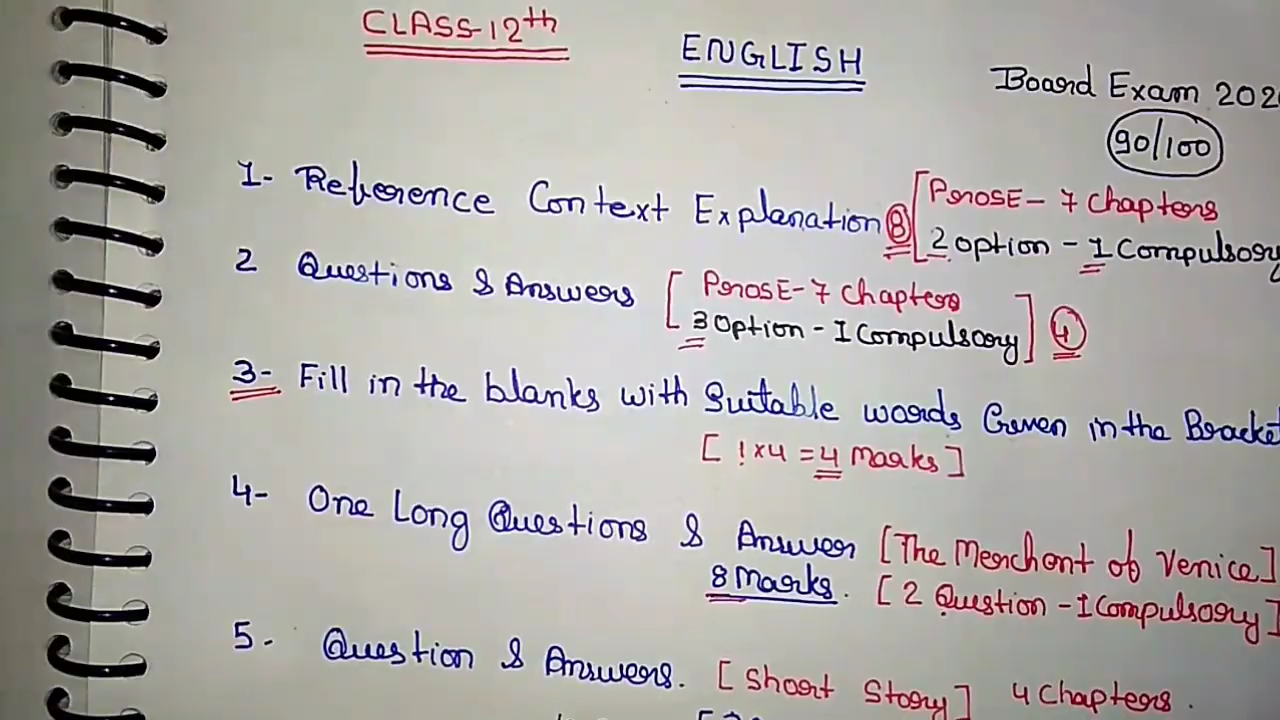 CLASS-12th
ENGLISH
Board Exam 202
90/100
1- Reference Context Explanation 8 [ Prose- 7 Chapters
2 option - 1 Compulsory
2 Questions & Answers [ Prose- 7 Chapters
3 Option - 1 Compulsory ] 4
3- Fill in the blanks with Suitable words Given in the Bracket
[ 1x4 = 4 Marks ]
4- One Long Questions & Answer [The Merchont of Venice]
8 Marks. [ 2 Question - 1 Compulsory ]
5- Question & Answers. [ Short Story ] 4 Chapters.